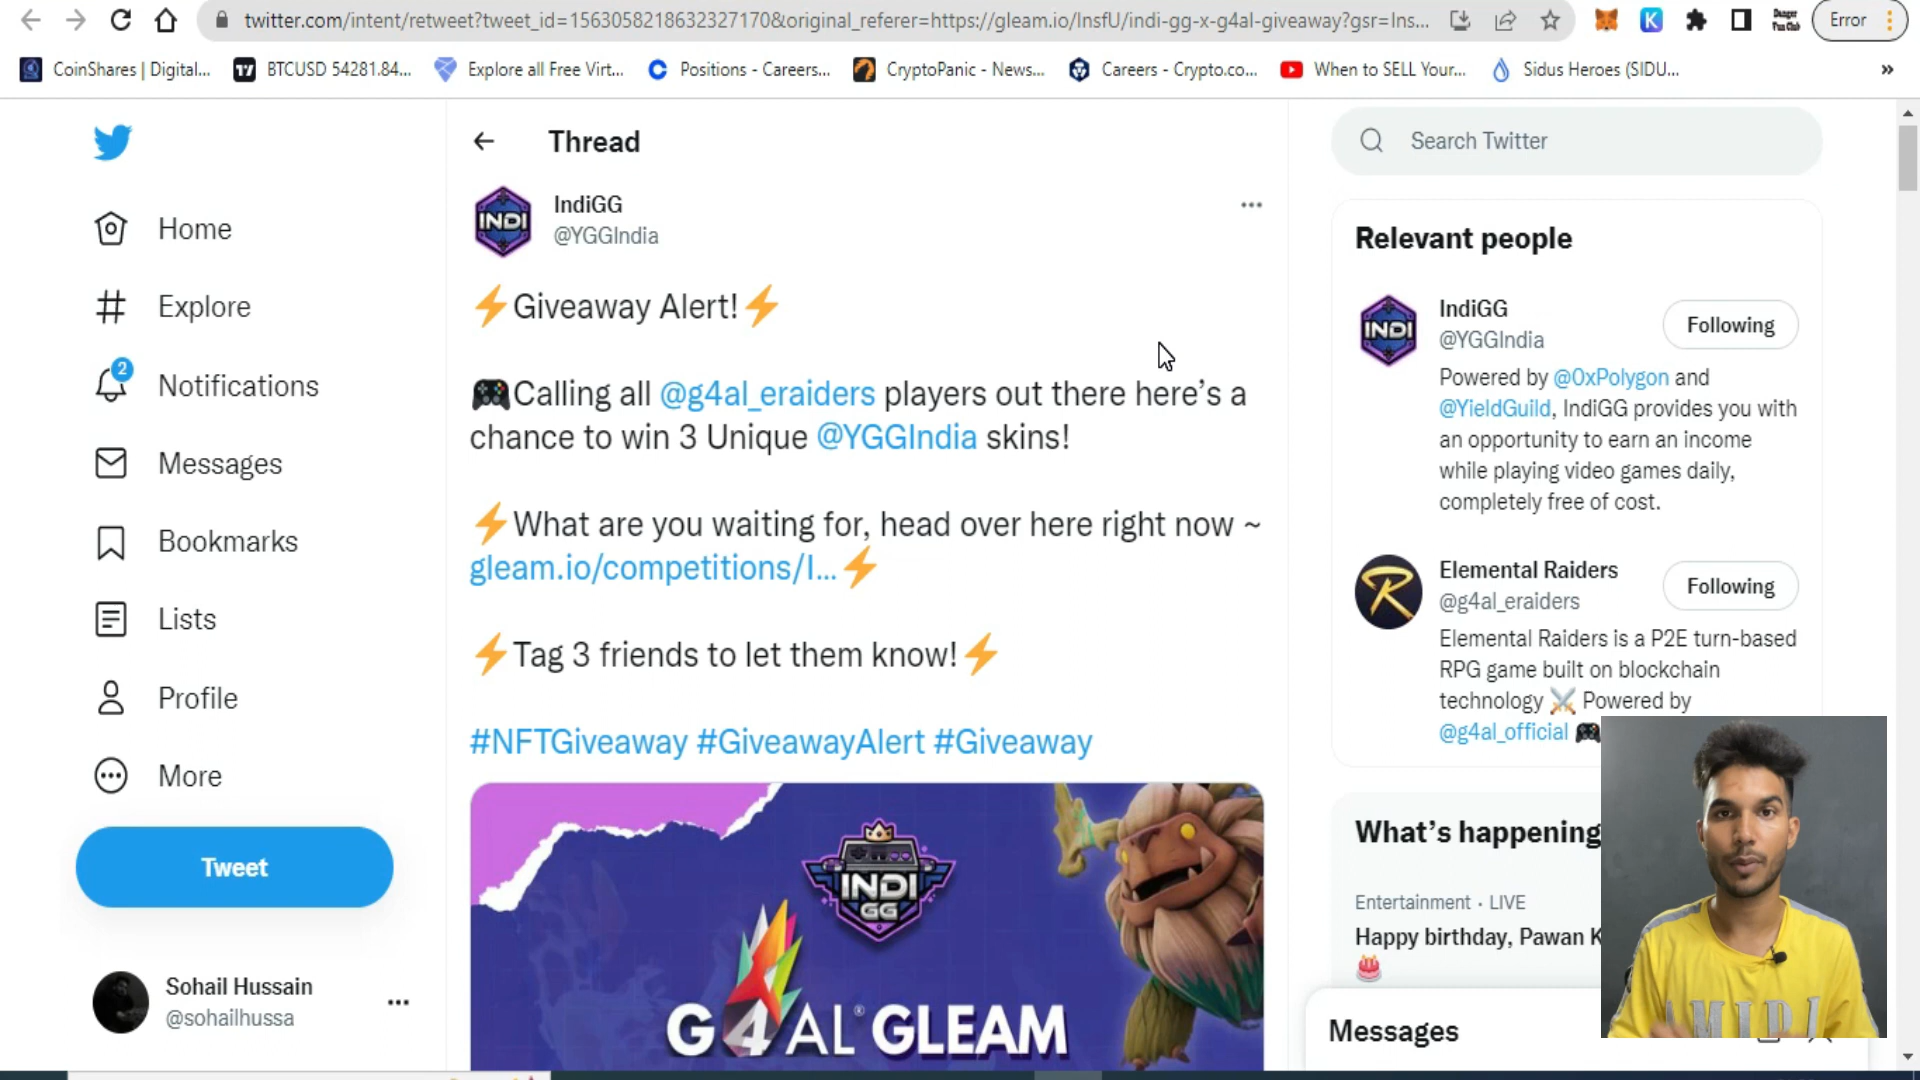 twitter.com/intent/retweet?tweet_id=1563058218632327170&original_referer=https://gleam.io/InsfU/indi-gg-x-g4al-giveaway?gsr=Ins...
Error
CoinShares | Digital...
BTCUSD 54281.84...
Explore all Free Virt...
Positions - Careers...
CryptoPanic - News...
Careers - Crypto.co...
When to SELL Your...
Sidus Heroes (SIDU...
»
Home
Explore
2
Notifications
Messages
Bookmarks
Lists
Profile
More
Tweet
Sohail Hussain
@sohailhussa
Thread
INDI
IndiGG
@YGGIndia
⚡Giveaway Alert!⚡
🎮Calling all @g4al_eraiders players out there here’s a
chance to win 3 Unique @YGGIndia skins!
⚡What are you waiting for, head over here right now ~
gleam.io/competitions/I...⚡
⚡Tag 3 friends to let them know!⚡
#NFTGiveaway #GiveawayAlert #Giveaway
INDI
GG
G4AL® GLEAM
Search Twitter
Relevant people
INDI
IndiGG
@YGGIndia
Following
Powered by @0xPolygon and
@YieldGuild, IndiGG provides you with
an opportunity to earn an income
while playing video games daily,
completely free of cost.
Elemental Raiders
@g4al_eraiders
Following
Elemental Raiders is a P2E turn-based
RPG game built on blockchain
technology ⚔️ Powered by
@g4al_official 🎮
What’s happening
Entertainment · LIVE
Happy birthday, Pawan K
🎂
Messages